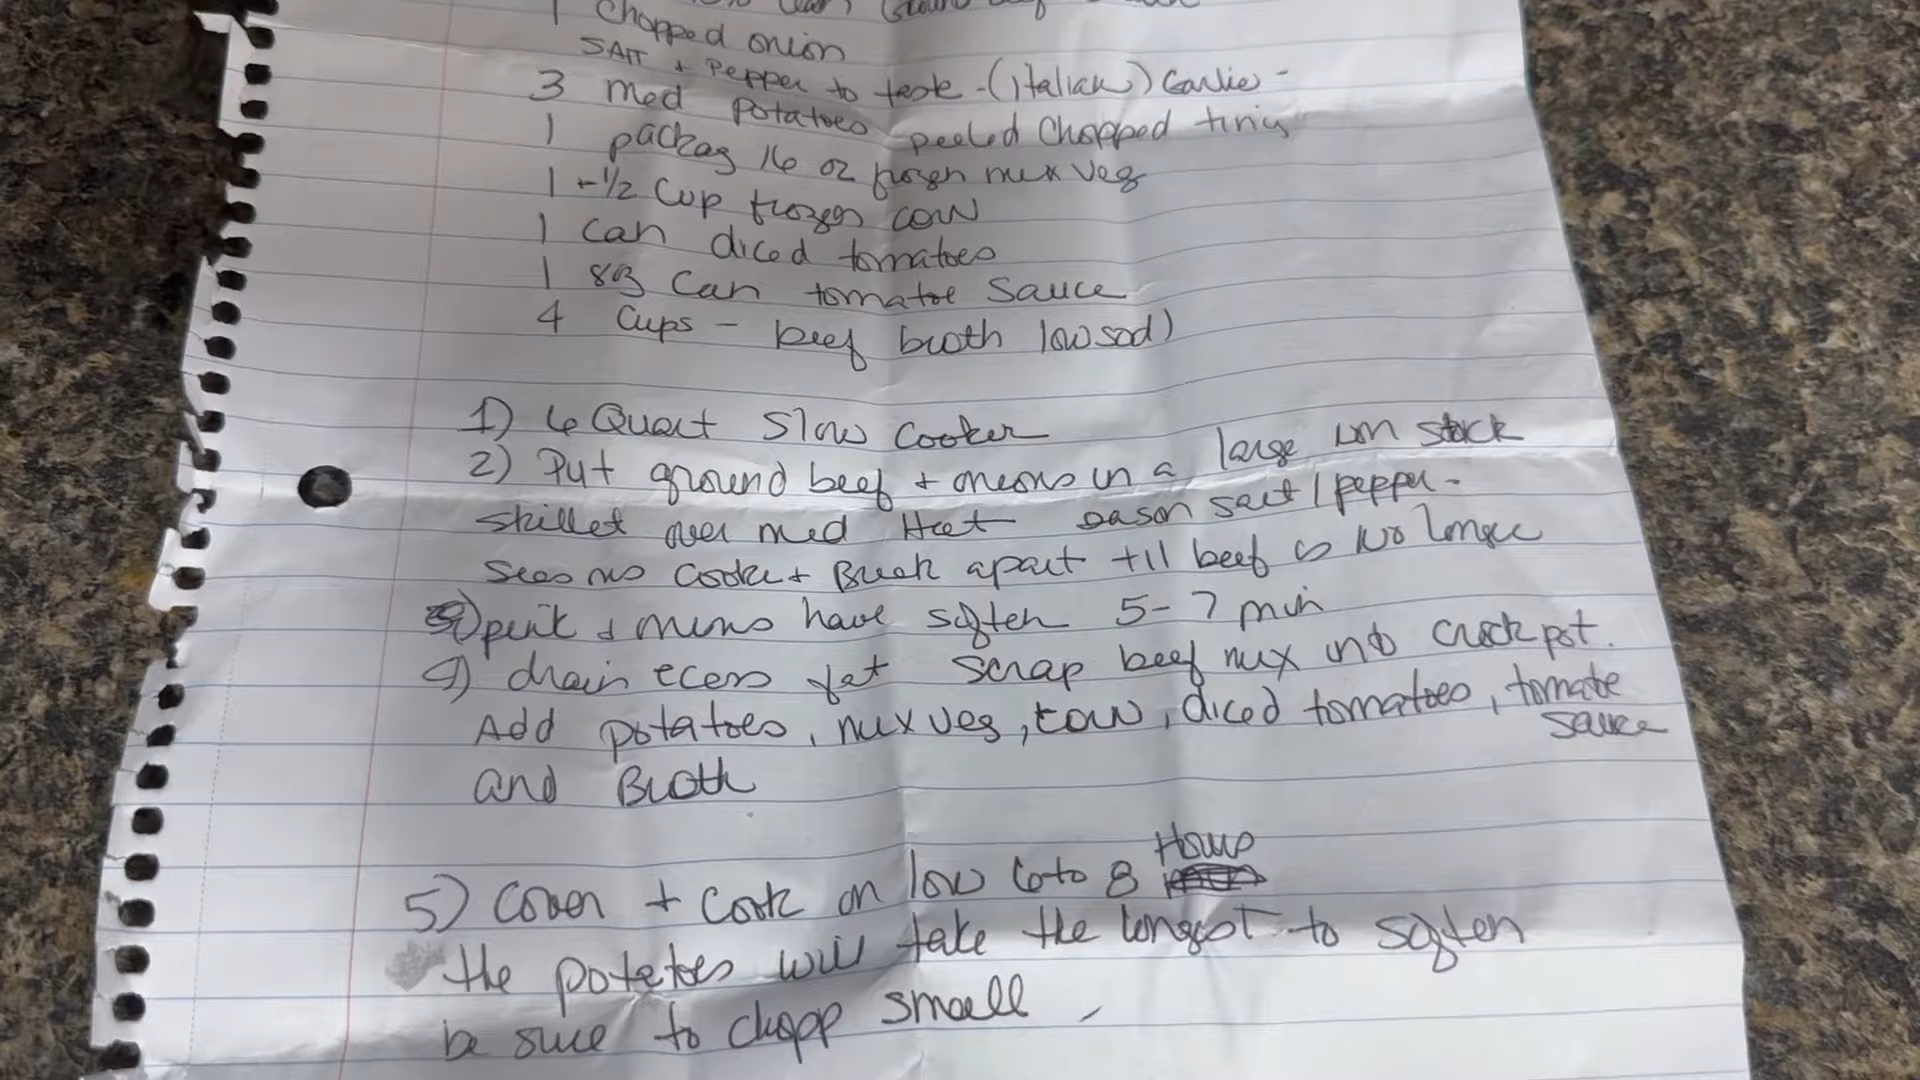 1 Chopped onion
SAlT + Pepper to taste - (italian) Garlic -
3 med potatoes peeled Chopped tiny
1 packag 16 oz frozen mix veg
1 - 1/2 Cup frozen corn
1 can diced tomatoes
1 8oz Can tomatoe Sauce
4 Cups - beef broth low sod)
1) 6 Quart Slow Cooker
2) Put ground beef + onions in a large non stick
skillet over med Heat season salt / pepper -
Cook + Break apart till beef is no longer
pink + onions have soften 5 - 7 min
4) drain ecess fat scrap beef mix into crock pot.
Add potatoes, mix veg, corn, diced tomatoes, tomate
sauce
and Broth
Hours
5) Cover + Cook on low 6 to 8
the potatoes will take the longest to soften
be sure to chopp small